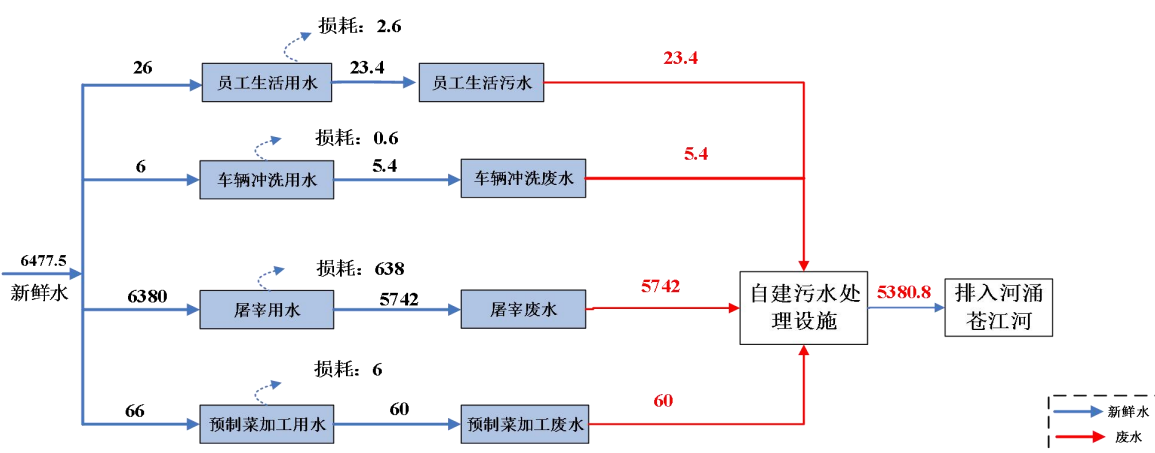 损耗：2.6
26
员工生活用水
23.4
员工生活污水
23.4
损耗：0.6
6
车辆冲洗用水
5.4
车辆冲洗废水
5.4
6477.5
新鲜水
损耗：638
6380
屠宰用水
5742
屠宰废水
5742
自建污水处
理设施
5380.8
排入河涌
苍江河
损耗：6
66
预制菜加工用水
60
预制菜加工废水
60
新鲜水
废水